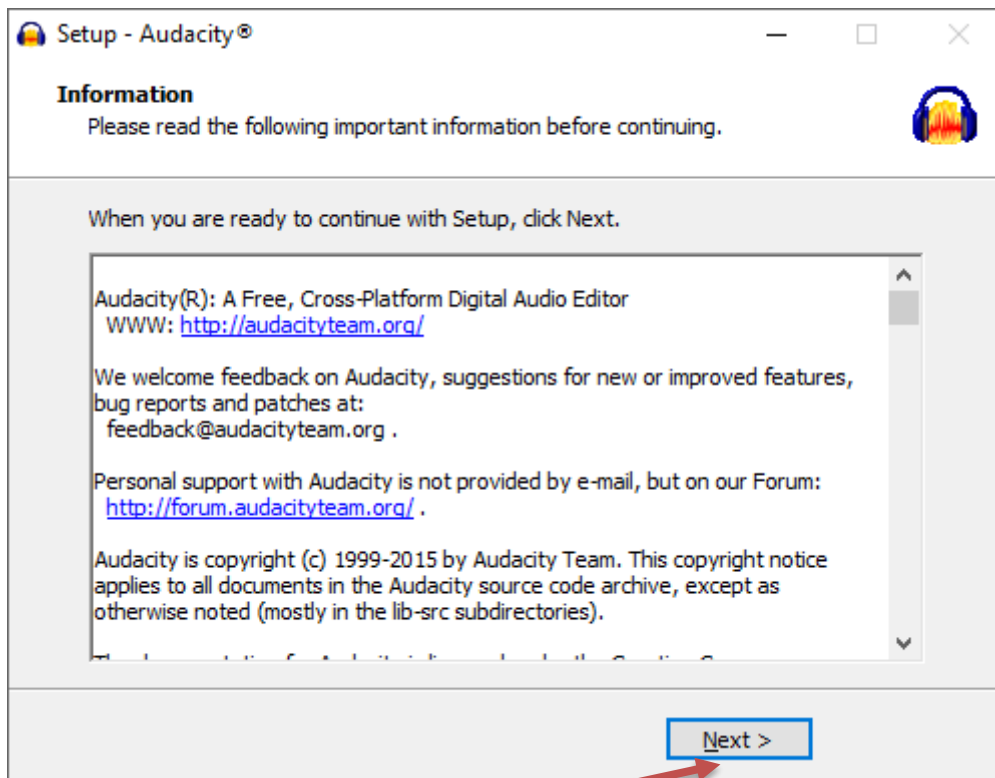 Setup - Audacity®
Information
Please read the following important information before continuing.
When you are ready to continue with Setup, click Next.
Audacity(R): A Free, Cross-Platform Digital Audio Editor
WWW: http://audacityteam.org/
We welcome feedback on Audacity, suggestions for new or improved features,
bug reports and patches at:
feedback@audacityteam.org .
Personal support with Audacity is not provided by e-mail, but on our Forum:
http://forum.audacityteam.org/ .
Audacity is copyright (c) 1999-2015 by Audacity Team. This copyright notice
applies to all documents in the Audacity source code archive, except as
otherwise noted (mostly in the lib-src subdirectories).
Next >